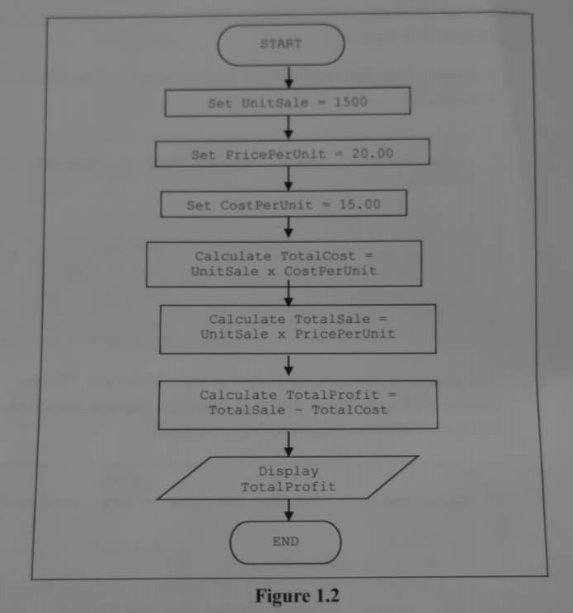 START
Set UnitSale = 1500
Set PricePerUnit = 20.00
Set CostPerUnit = 15.00
Calculate TotalCost =
UnitSale x CostPerUnit
Calculate TotalSale =
UnitSale x PricePerUnit
Calculate TotalProfit =
TotalSale - TotalCost
Display
TotalProfit
END
Figure 1.2